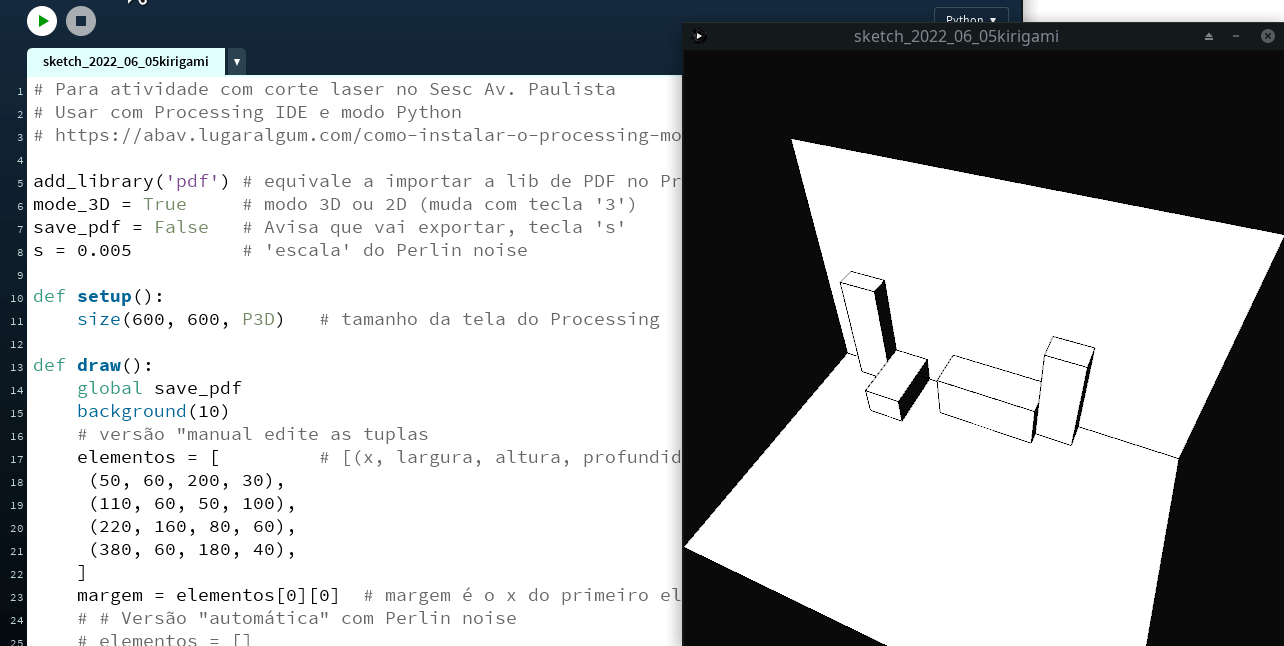 Python ▼
sketch_2022_06_05kirigami ▼
sketch_2022_06_05kirigami
1 # Para atividade com corte laser no Sesc Av. Paulista
2 # Usar com Processing IDE e modo Python
3 # https://abav.lugaralgum.com/como-instalar-o-processing-mo
4
5 add_library('pdf') # equivale a importar a lib de PDF no Pr
6 mode_3D = True     # modo 3D ou 2D (muda com tecla '3')
7 save_pdf = False   # Avisa que vai exportar, tecla 's'
8 s = 0.005          # 'escala' do Perlin noise
9
10 def setup():
11     size(600, 600, P3D)   # tamanho da tela do Processing
12
13 def draw():
14     global save_pdf
15     background(10)
16     # versão "manual edite as tuplas
17     elementos = [         # [(x, largura, altura, profundid
18      (50, 60, 200, 30),
19      (110, 60, 50, 100),
20      (220, 160, 80, 60),
21      (380, 60, 180, 40),
22     ]
23     margem = elementos[0][0]  # margem é o x do primeiro el
24     # # Versão "automática" com Perlin noise
25     # elementos = []